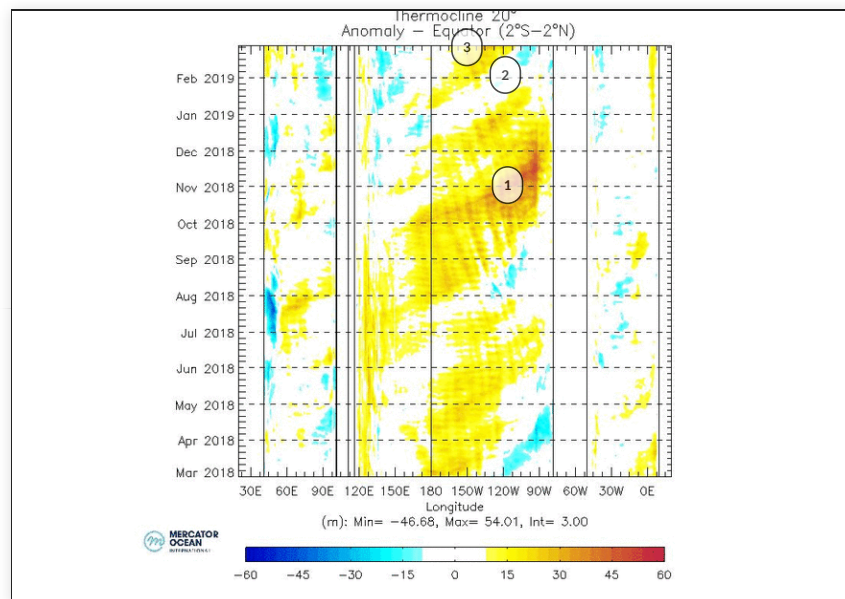 Thermocline 20°
Anomaly – Equator (2°S–2°N)
3
2
1
Feb 2019
Jan 2019
Dec 2018
Nov 2018
Oct 2018
Sep 2018
Aug 2018
Jul 2018
Jun 2018
May 2018
Apr 2018
Mar 2018
30E 60E 90E 120E 150E 180 150W 120W 90W 60W 30W 0E
Longitude
(m): Min= −46.68, Max= 54.01, Int= 3.00
MERCATOR
OCEAN
INTERNATIONAL
−60 −45 −30 −15 0 15 30 45 60